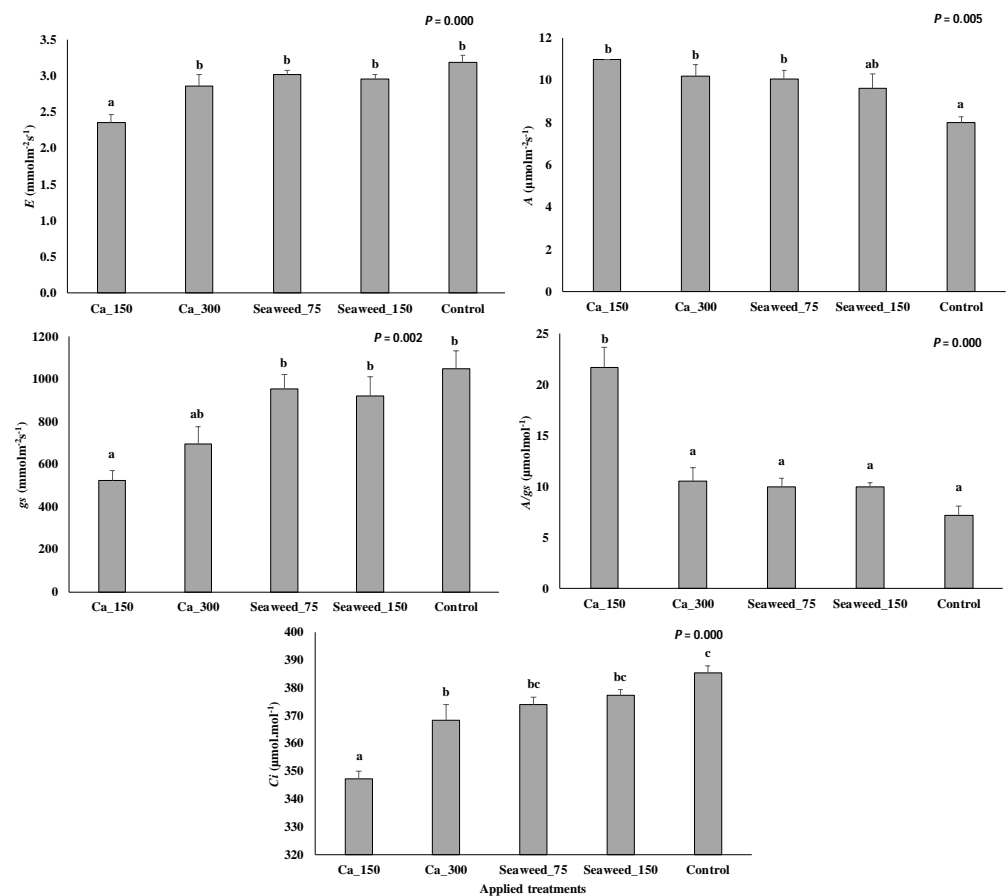 P = 0.000
3.5
3.0
2.5
2.0
1.5
1.0
0.5
0.0
E (mmolm⁻²s⁻¹)
a
b
b
b
b
Ca_150 Ca_300 Seaweed_75 Seaweed_150 Control
P = 0.005
12
10
8
6
4
2
0
A (µmolm⁻²s⁻¹)
b
b
b
ab
a
Ca_150 Ca_300 Seaweed_75 Seaweed_150 Control
P = 0.002
1200
1000
800
600
400
200
0
gs (mmolm⁻²s⁻¹)
a
ab
b
b
b
Ca_150 Ca_300 Seaweed_75 Seaweed_150 Control
P = 0.000
25
20
15
10
5
0
A/gs (µmolmol⁻¹)
b
a
a
a
a
Ca_150 Ca_300 Seaweed_75 Seaweed_150 Control
P = 0.000
400
390
380
370
360
350
340
330
320
Ci (µmol.mol⁻¹)
a
b
bc
bc
c
Ca_150 Ca_300 Seaweed_75 Seaweed_150 Control
Applied treatments